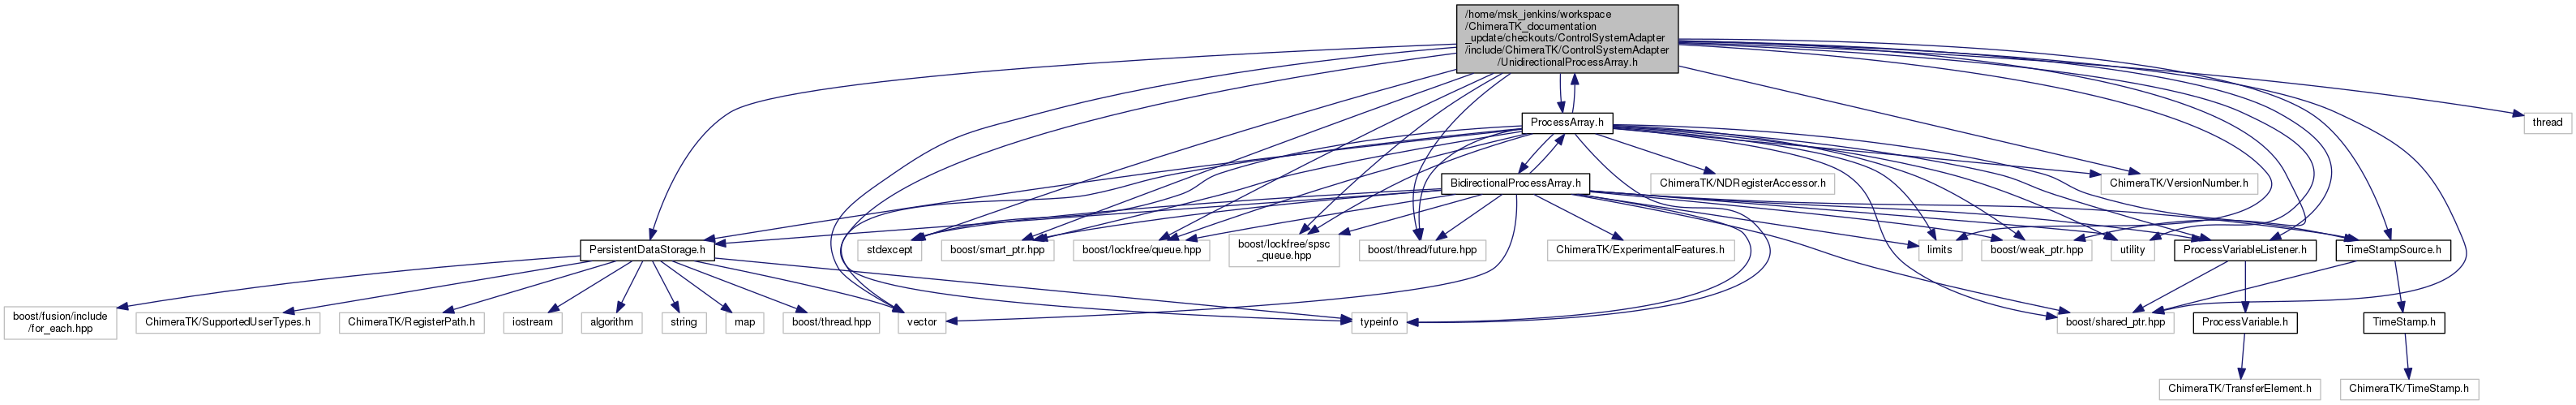 /home/msk_jenkins/workspace
/ChimeraTK_documentation
_update/checkouts/ControlSystemAdapter
/include/ChimeraTK/ControlSystemAdapter
/UnidirectionalProcessArray.h
ProcessArray.h
thread
BidirectionalProcessArray.h
ChimeraTK/NDRegisterAccessor.h
ChimeraTK/VersionNumber.h
PersistentDataStorage.h
stdexcept
boost/smart_ptr.hpp
boost/lockfree/queue.hpp
boost/lockfree/spsc
_queue.hpp
boost/thread/future.hpp
ChimeraTK/ExperimentalFeatures.h
limits
boost/weak_ptr.hpp
utility
ProcessVariableListener.h
TimeStampSource.h
boost/fusion/include
/for_each.hpp
ChimeraTK/SupportedUserTypes.h
ChimeraTK/RegisterPath.h
iostream
algorithm
string
map
boost/thread.hpp
vector
typeinfo
boost/shared_ptr.hpp
ProcessVariable.h
TimeStamp.h
ChimeraTK/TransferElement.h
ChimeraTK/TimeStamp.h